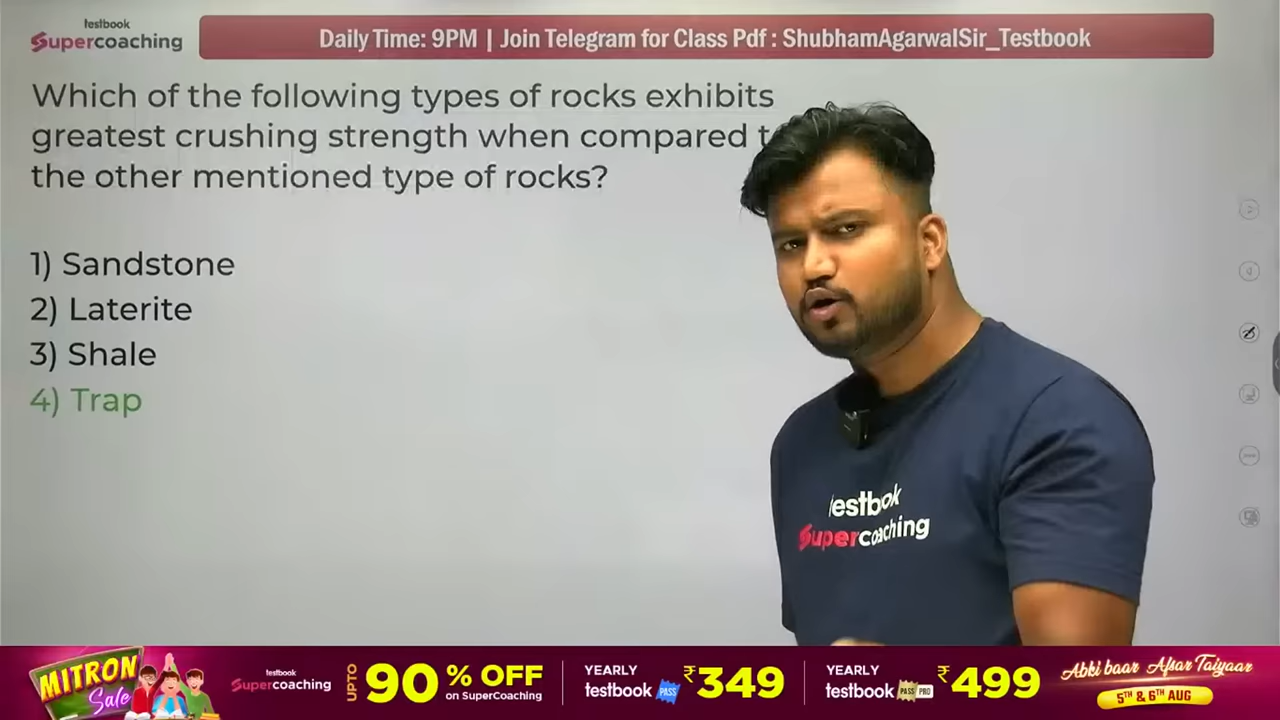 testbook
Supercoaching
Daily Time: 9PM | Join Telegram for Class Pdf : ShubhamAgarwalSir_Testbook
Which of the following types of rocks exhibits
greatest crushing strength when compared t
the other mentioned type of rocks?
1) Sandstone
2) Laterite
3) Shale
4) Trap
testbook
Supercoaching
MITRON
Sale
testbook
Supercoaching
UPTO
90 % OFF
on SuperCoaching
YEARLY
testbook PASS
₹349
YEARLY
testbook PASS PRO
₹499
Abki baar Afsar Taiyaar
5TH & 6TH AUG